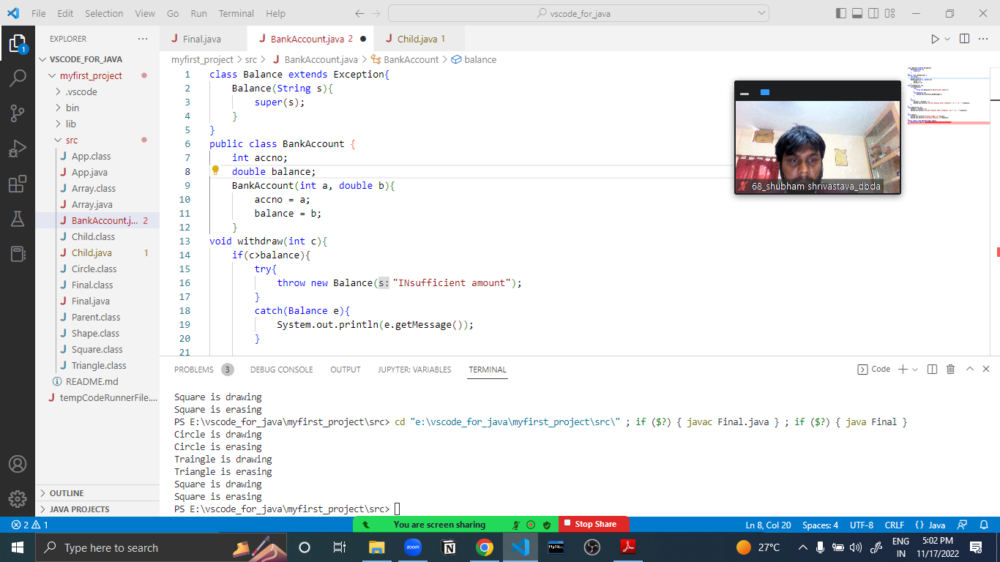 File Edit Selection View Go Run Terminal Help
vscode_for_java
EXPLORER
Final.java
BankAccount.java 2
Child.java 1
VSCODE_FOR_JAVA
myfirst_project > src > BankAccount.java > BankAccount > balance
myfirst_project
.vscode
bin
lib
src
App.class
App.java
Array.class
Array.java
BankAccount.j... 2
Child.class
Child.java 1
Circle.class
Final.class
Final.java
Parent.class
Shape.class
Square.class
Triangle.class
README.md
tempCodeRunnerFile....
OUTLINE
JAVA PROJECTS
1
1 class Balance extends Exception{
2 Balance(String s){
3 super(s);
4 }
5 }
6 public class BankAccount {
7 int accno;
8 double balance;
9 BankAccount(int a, double b){
10 accno = a;
11 balance = b;
12 }
13 void withdraw(int c){
14 if(c>balance){
15 try{
16 throw new Balance(s:"INsufficient amount");
17 }
18 catch(Balance e){
19 System.out.println(e.getMessage());
20 }
21
68_shubham shrivastava_dbda
PROBLEMS 3 DEBUG CONSOLE OUTPUT JUPYTER: VARIABLES TERMINAL
Code
Square is drawing
Square is erasing
PS E:\vscode_for_java\myfirst_project\src> cd "e:\vscode_for_java\myfirst_project\src\" ; if ($?) { javac Final.java } ; if ($?) { java Final }
Circle is drawing
Circle is erasing
Traingle is drawing
Triangle is erasing
Square is drawing
Square is erasing
PS E:\vscode_for_java\myfirst_project\src>
2 1
You are screen sharing
Stop Share
Ln 8, Col 20 Spaces: 4 UTF-8 CRLF {} Java
Type here to search
zoom
MySQL
27°C
ENG
IN
5:02 PM
11/17/2022